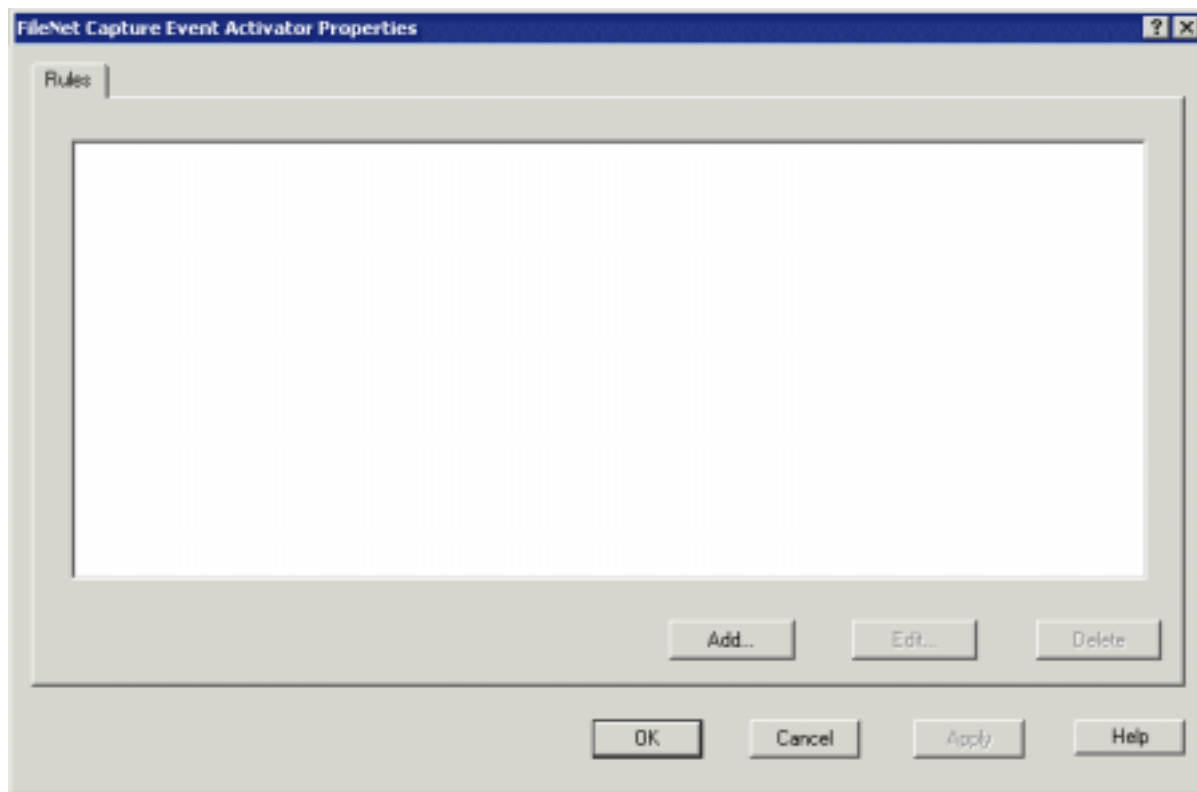 FileNet Capture Event Activator Properties
Rules
Add...
Edit...
Delete
OK
Cancel
Apply
Help